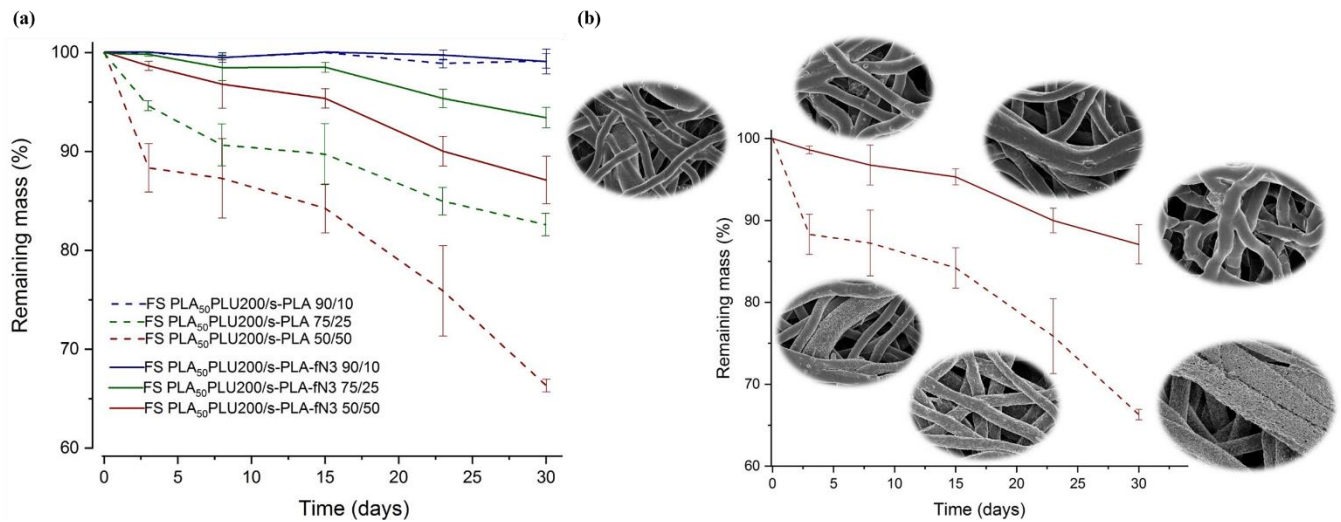 (a)
Remaining mass (%)
100
90
80
70
60
FS PLA₅₀PLU200/s-PLA 90/10
FS PLA₅₀PLU200/s-PLA 75/25
FS PLA₅₀PLU200/s-PLA 50/50
FS PLA₅₀PLU200/s-PLA-fN3 90/10
FS PLA₅₀PLU200/s-PLA-fN3 75/25
FS PLA₅₀PLU200/s-PLA-fN3 50/50
0 5 10 15 20 25 30
Time (days)
(b)
Remaining mass (%)
100
90
80
70
60
0 5 10 15 20 25 30
Time (days)